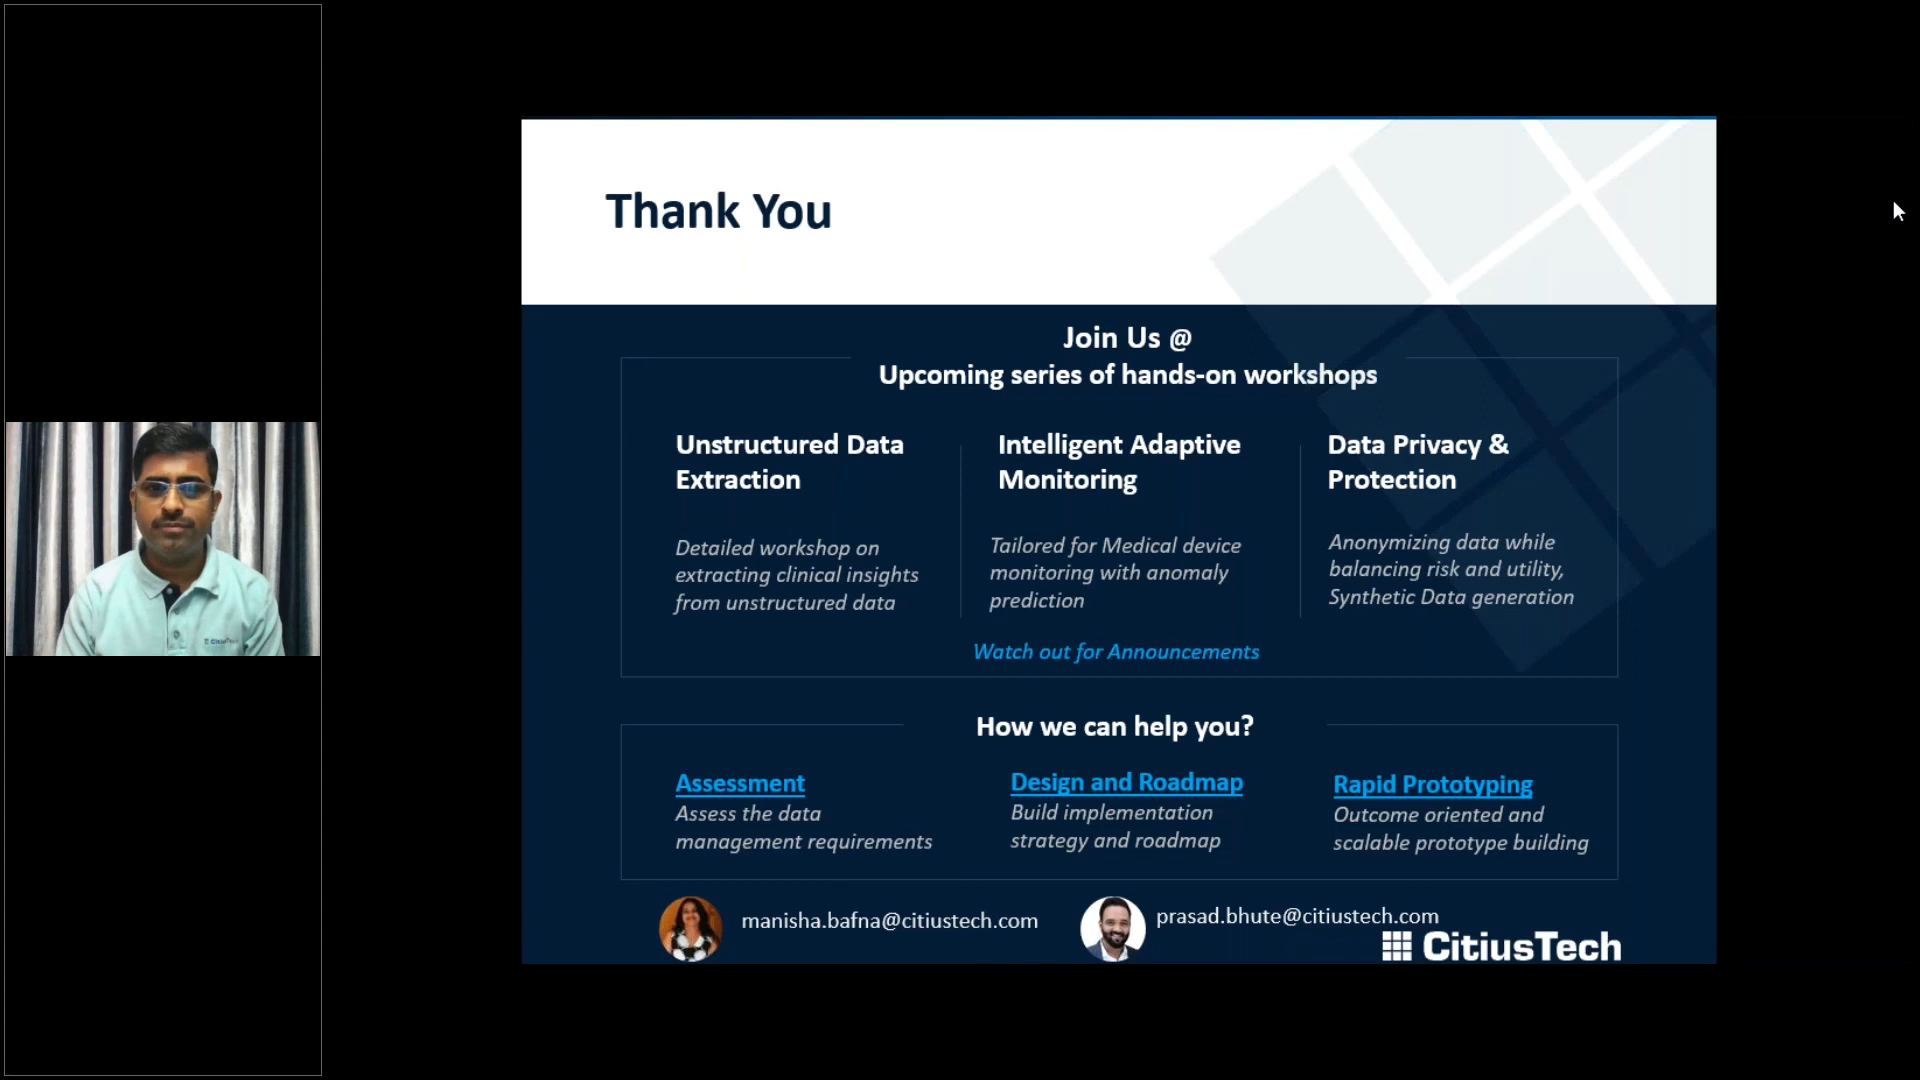 Thank You
Join Us @
Upcoming series of hands-on workshops
Unstructured Data
Extraction
Detailed workshop on
extracting clinical insights
from unstructured data
Intelligent Adaptive
Monitoring
Tailored for Medical device
monitoring with anomaly
prediction
Data Privacy &
Protection
Anonymizing data while
balancing risk and utility,
Synthetic Data generation
Watch out for Announcements
How we can help you?
Assessment
Assess the data
management requirements
Design and Roadmap
Build implementation
strategy and roadmap
Rapid Prototyping
Outcome oriented and
scalable prototype building
manisha.bafna@citiustech.com
prasad.bhute@citiustech.com
CitiusTech
CitiusTech